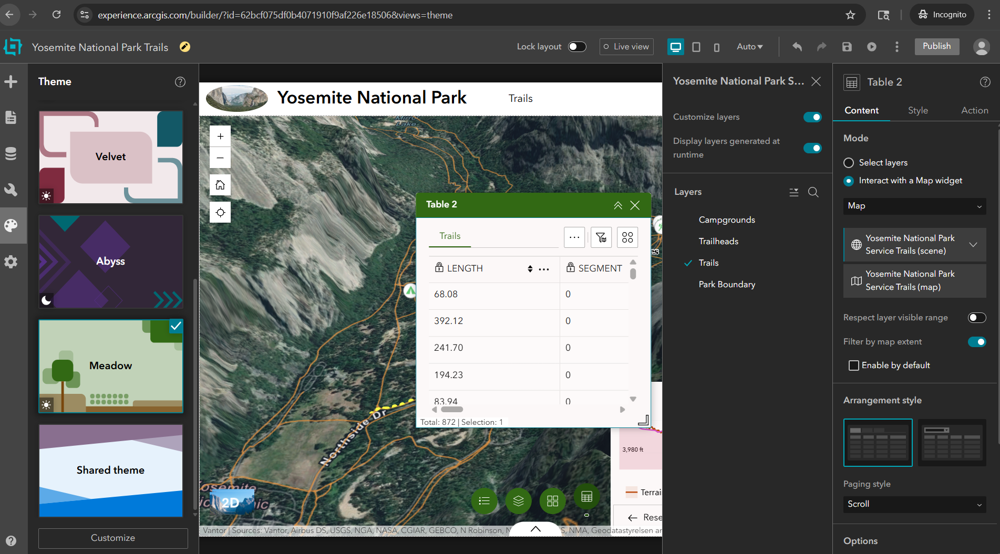 experience.arcgis.com/builder/?id=62bcf075df0b4071910f9af226e18506&views=theme
Incognito
Yosemite National Park Trails
Lock layout
Live view
Auto
Publish
Theme
Velvet
Abyss
Meadow
Shared theme
Customize
Yosemite National Park
Trails
Mirro
Lake
Table 2
Trails
LENGTH
SEGMENT
68.08
0
392.12
0
241.70
0
194.23
0
83.94
0
Total: 872 | Selection: 1
Northside Dr
2D
3,980 ft
Terrai
Rese
Vantor | Sources: Vantor, Airbus DS, USGS, NGA, NASA, CGIAR, GEBCO, N Robinson, N
S, NMA, Geodatastyrelsen ar
Yosemite National Park S...
Customize layers
Display layers generated at
runtime
Layers
Campgrounds
Trailheads
Trails
Park Boundary
Table 2
Content
Style
Action
Mode
Select layers
Interact with a Map widget
Map
Yosemite National Park
Service Trails (scene)
Yosemite National Park
Service Trails (map)
Respect layer visible range
Filter by map extent
Enable by default
Arrangement style
Paging style
Scroll
Options